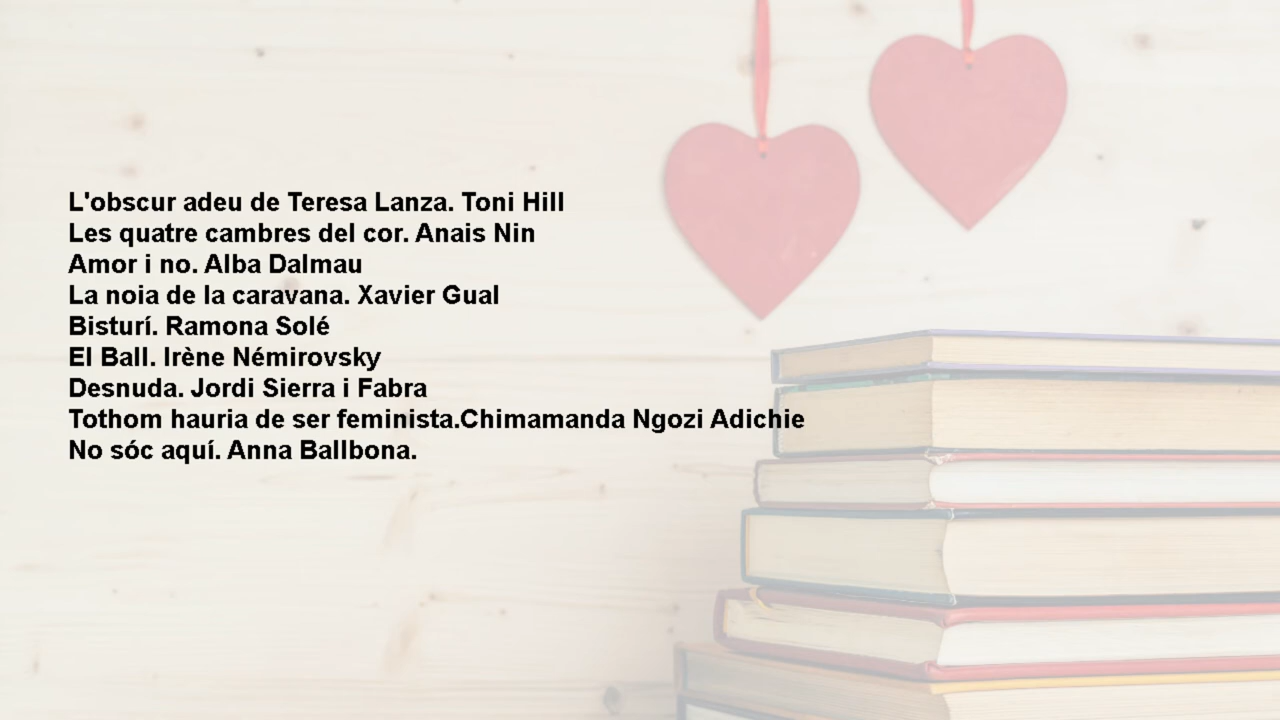 L'obscur adeu de Teresa Lanza. Toni Hill
Les quatre cambres del cor. Anais Nin
Amor i no. Alba Dalmau
La noia de la caravana. Xavier Gual
Bisturí. Ramona Solé
El Ball. Irène Némirovsky
Desnuda. Jordi Sierra i Fabra
Tothom hauria de ser feminista.Chimamanda Ngozi Adichie
No sóc aquí. Anna Ballbona.